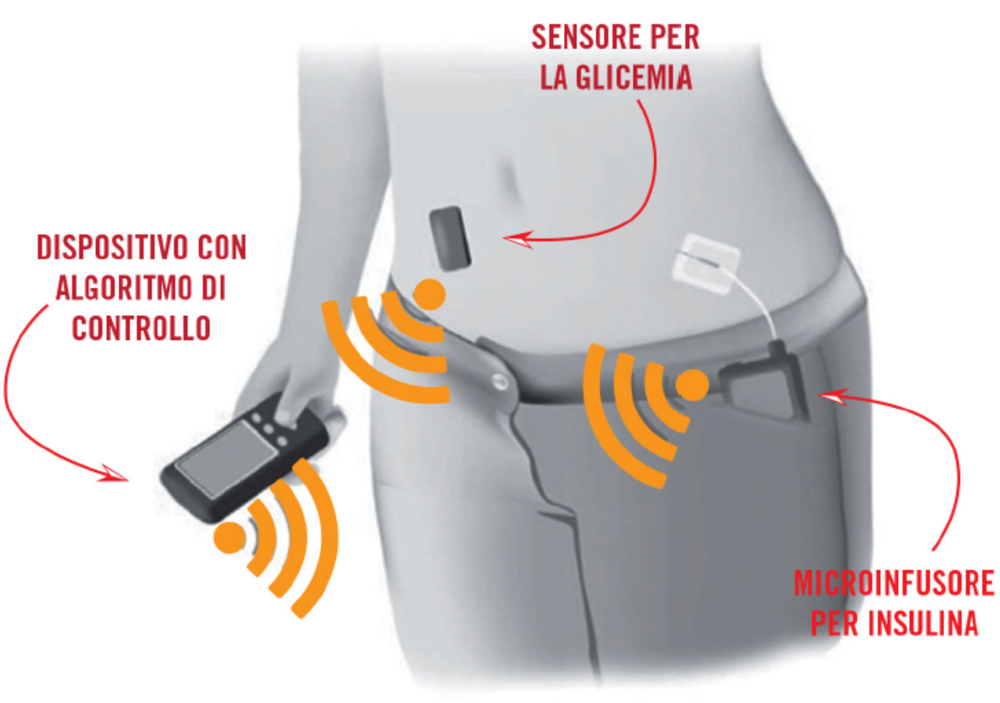 SENSORE PER
LA GLICEMIA
DISPOSITIVO CON
ALGORITMO DI
CONTROLLO
MICROINFUSORE
PER INSULINA